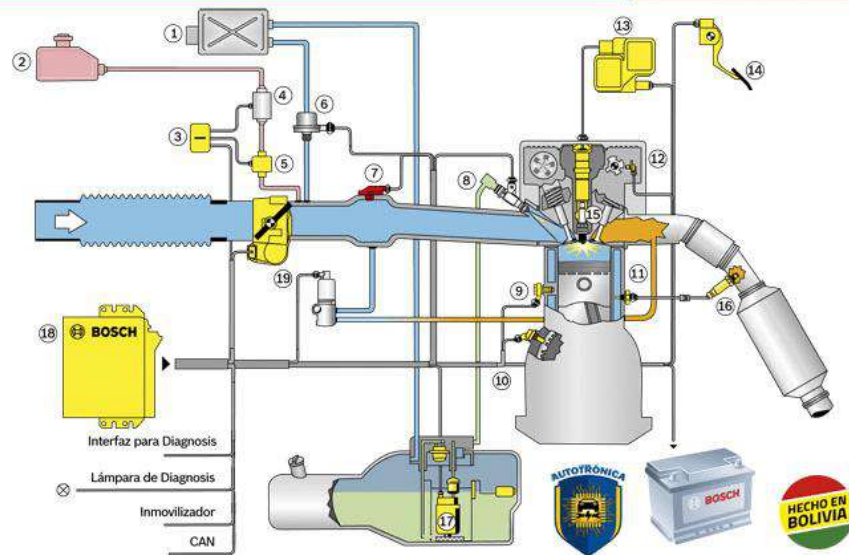 1
2
13
14
4
6
3
5
7
8
12
15
19
9
11
16
18
BOSCH
10
Interfaz para Diagnosis
Lámpara de Diagnosis
Inmovilizador
CAN
17
AUTOTRÓNICA
BOSCH
HECHO EN
BOLIVIA